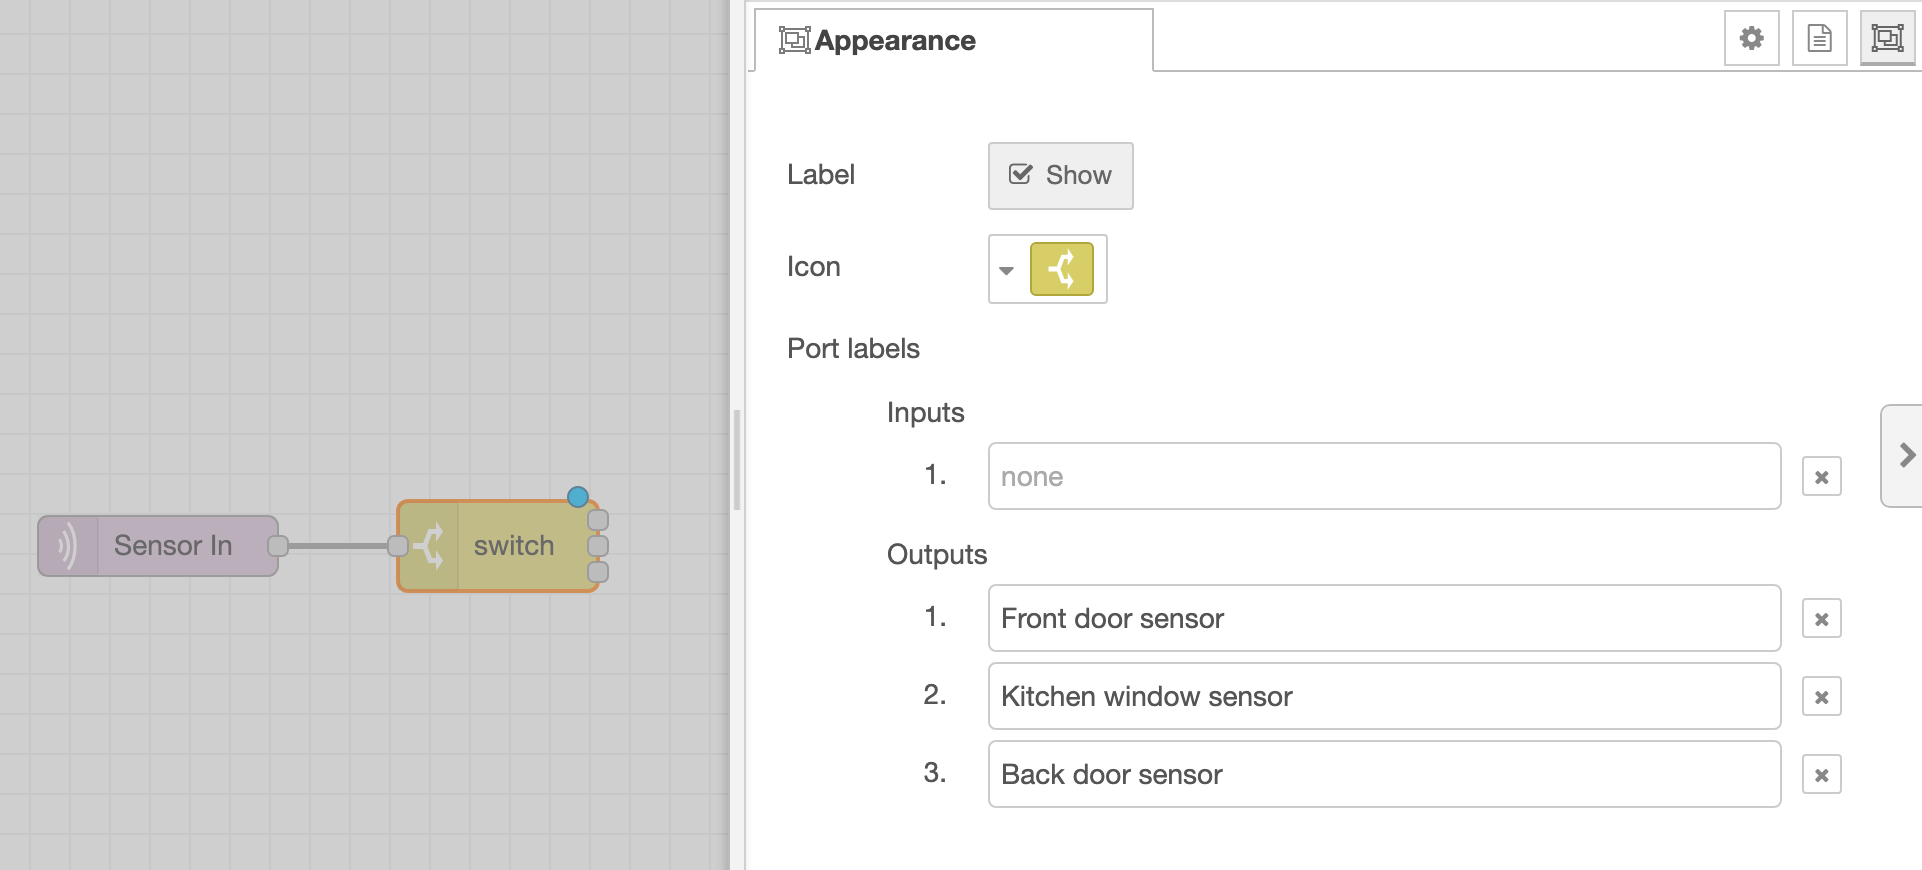 Appearance
Label
Show
Icon
Port labels
Inputs
1.
none
Outputs
1.
Front door sensor
2.
Kitchen window sensor
3.
Back door sensor
Sensor In
switch